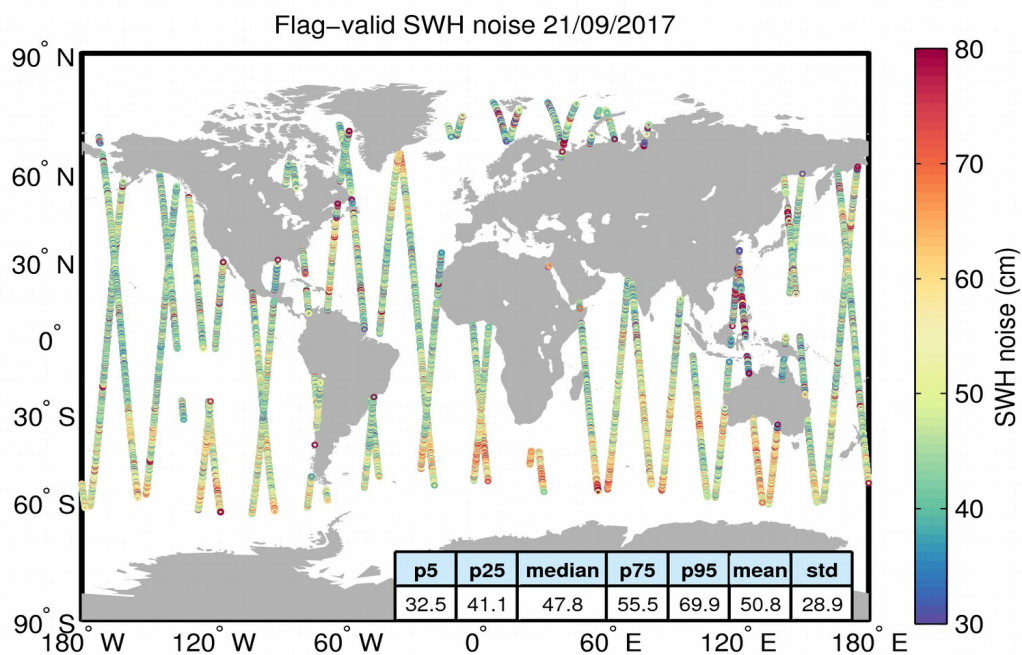 Flag−valid SWH noise 21/09/2017
90° N
60° N
30° N
0°
30° S
60° S
90° S
180° W
120° W
60° W
0°
60° E
120° E
180° E
80
70
60
50
40
30
SWH noise (cm)
p5 p25 median p75 p95 mean std
32.5 41.1 47.8 55.5 69.9 50.8 28.9